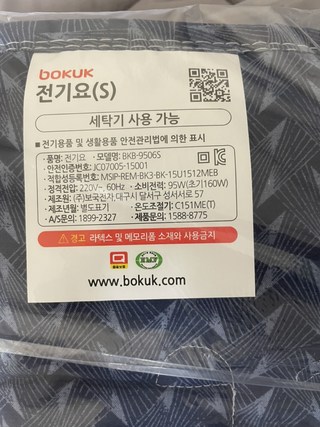 bokuk
전기요(S)
세탁기 사용 가능
■ 전기용품 및 생활용품 안전관리법에 의한 표시
· 품명: 전기요 · 모델명: BKB-9506S
· 안전인증번호: JC07005-15001
· 적합성등록번호: MSIP-REM-BK3-BK-15U1512MEB
· 정격전압: 220V~, 60Hz · 소비전력: 95W(초기160W)
· 제조원: (주)보국전자, 대구시 달서구 성서서로 57
· 제조년월: 별도표기 · 온도조절기: C151ME(T)
· A/S문의: 1899-2327 · 제품문의: 1588-8775
경고 라텍스 및 메모리폼 소재와 사용금지
www.bokuk.com